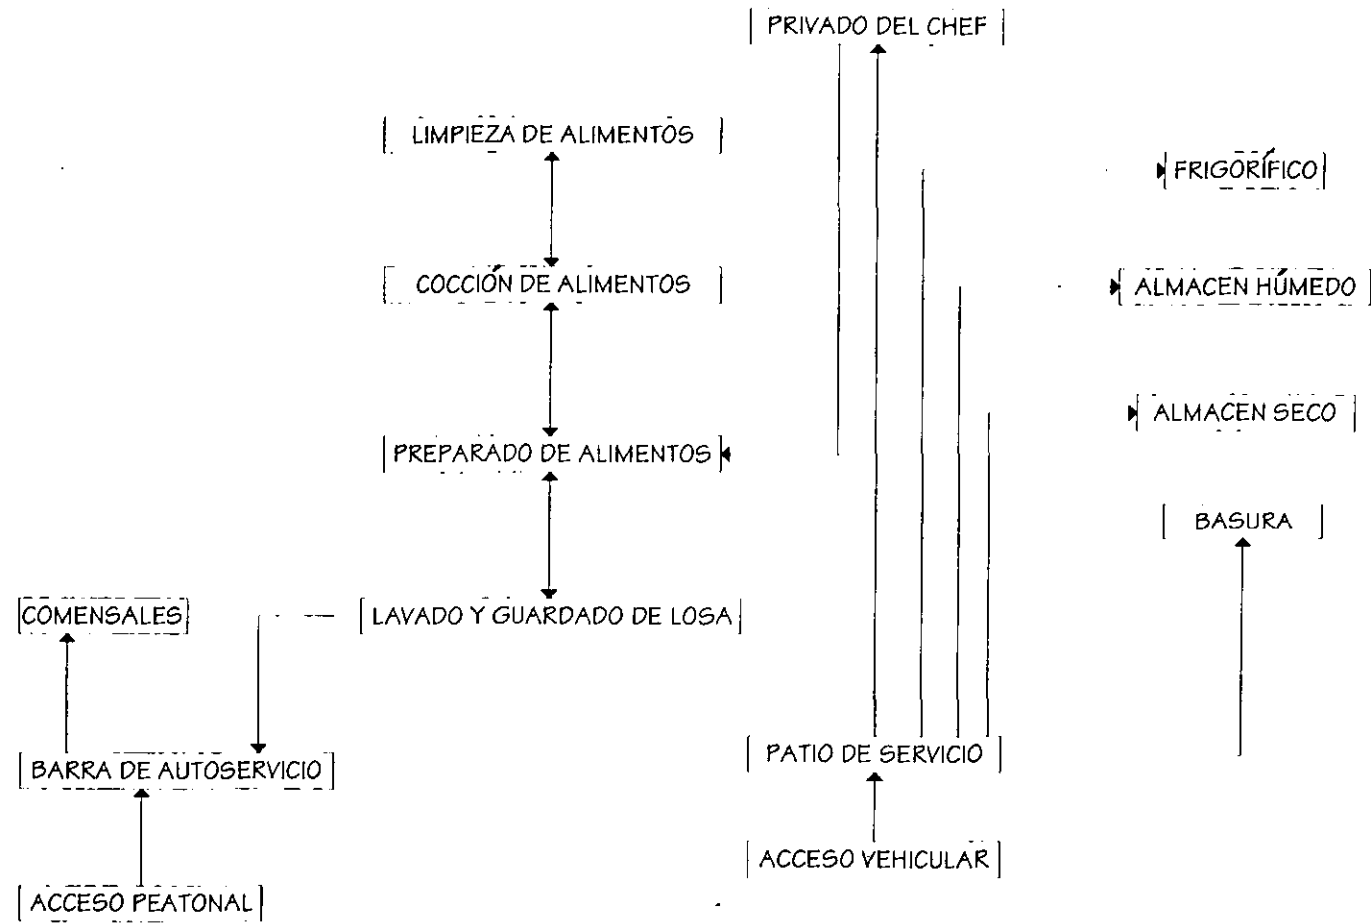 PRIVADO DEL CHEF
LIMPIEZA DE ALIMENTOS
FRIGORÍFICO
COCCIÓN DE ALIMENTOS
ALMACEN HÚMEDO
ALMACEN SECO
PREPARADO DE ALIMENTOS
BASURA
COMENSALES
LAVADO Y GUARDADO DE LOSA
BARRA DE AUTOSERVICIO
PATIO DE SERVICIO
ACCESO VEHICULAR
ACCESO PEATONAL